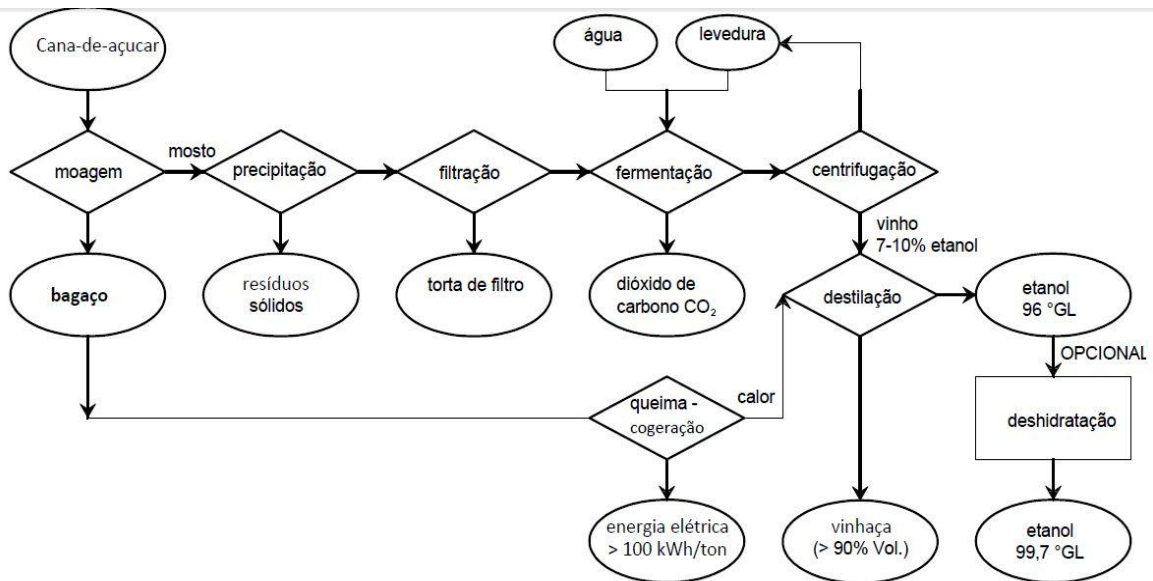 Cana-de-açucar
água
levedura
moagem
mosto
precipitação
filtração
fermentação
centrifugação
vinho
7-10% etanol
bagaço
resíduos
sólidos
torta de filtro
dióxido de
carbono CO₂
destilação
etanol
96 °GL
OPCIONAL
queima -
cogeração
calor
deshidratação
energia elétrica
> 100 kWh/ton
vinhaça
(> 90% Vol.)
etanol
99,7 °GL